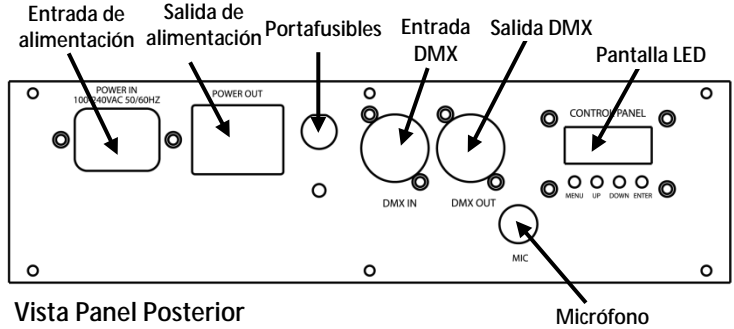 Entrada de
alimentación
Salida de
alimentación
Portafusibles
Entrada
DMX
Salida DMX
Pantalla LED
POWER IN
100-240VAC 50/60HZ
POWER OUT
CONTROL PANEL
MENU UP DOWN ENTER
DMX IN
DMX OUT
MIC
Vista Panel Posterior
Micrófono